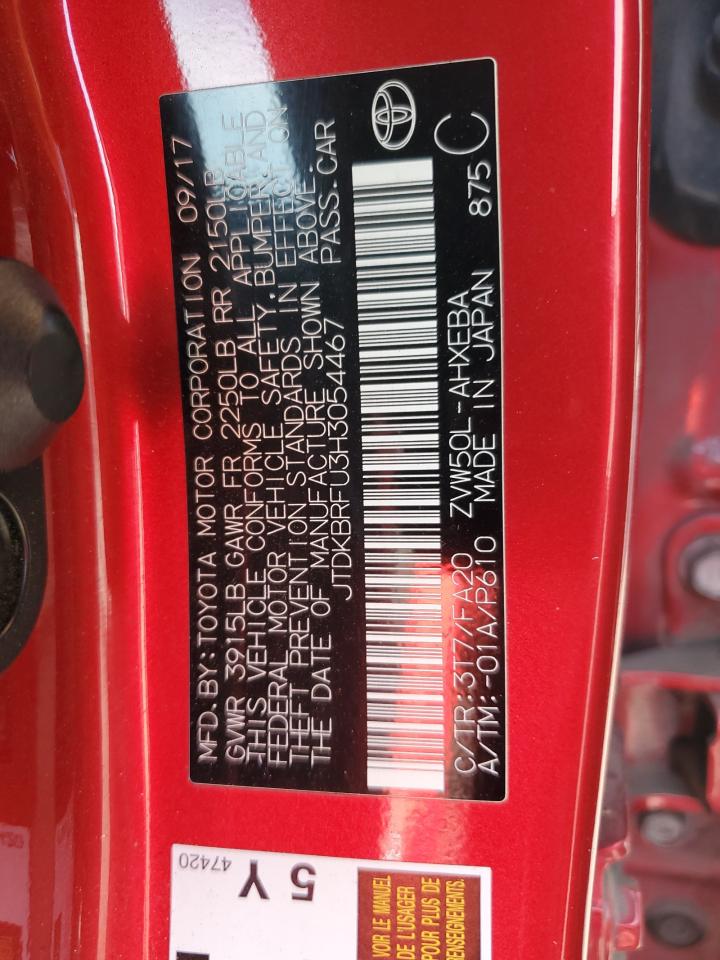 MFD.BY:TOYOTA MOTOR CORPORATION 09/17
GVWR 3915LB GAWR FR 2250LB RR 2150LB
THIS VEHICLE CONFORMS TO ALL APPLICABLE
FEDERAL MOTOR VEHICLE SAFETY,BUMPER,AND
THEFT PREVENTION STANDARDS IN EFFECT ON
THE DATE OF MANUFACTURE SHOWN ABOVE.
JTDKBRFU3H3054467 PASS.CAR
C/TR:3T7/FA20 ZVW50L-AHXEBA
A/TM:-01A/P610 MADE IN JAPAN 875 C
47420
5 Y
VOIR LE MANUEL
DE L'USAGER
POUR PLUS DE
RENSEIGNEMENTS.